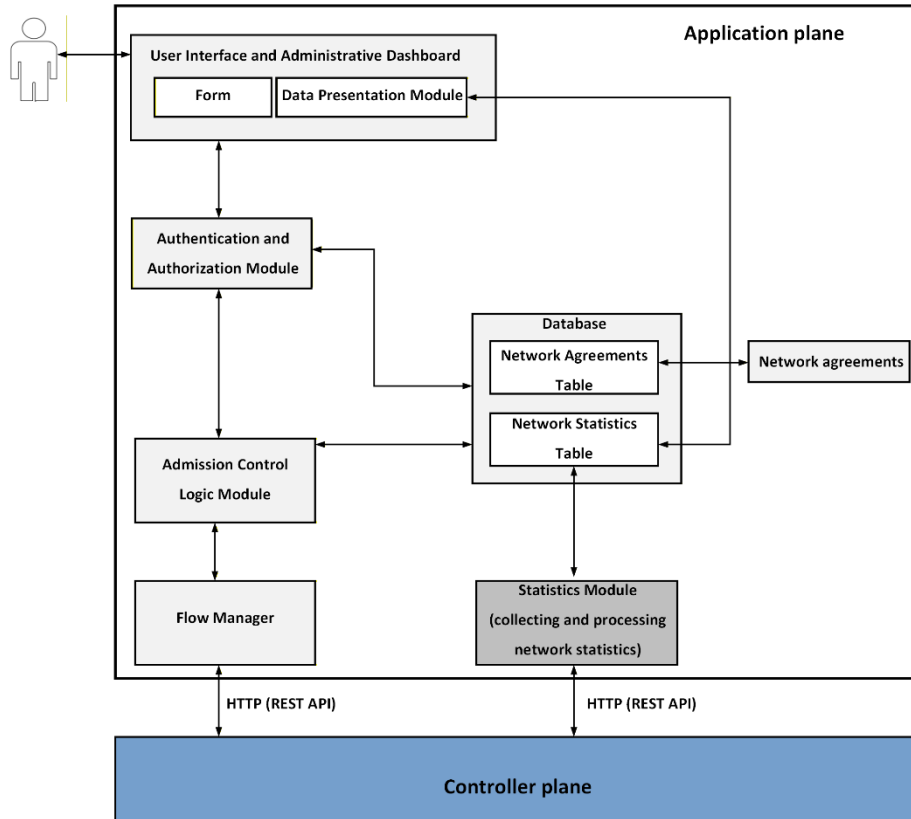 Application plane
User Interface and Administrative Dashboard
Form
Data Presentation Module
Authentication and
Authorization Module
Database
Network Agreements
Table
Network agreements
Network Statistics
Table
Admission Control
Logic Module
Flow Manager
Statistics Module
(collecting and processing
network statistics)
HTTP (REST API)
HTTP (REST API)
Controller plane